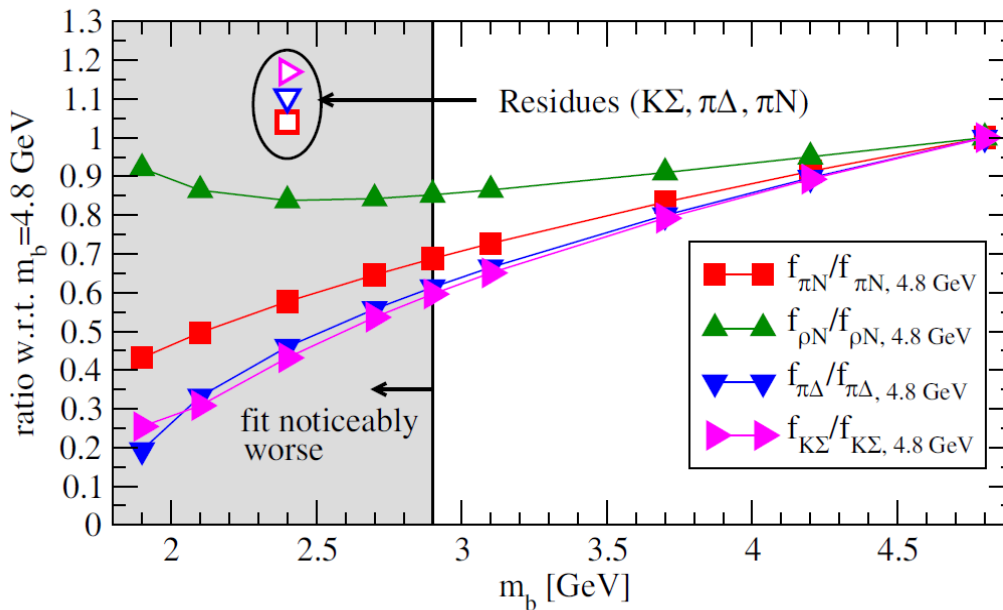 ratio w.r.t. m_b=4.8 GeV
1.3
1.2
1.1
1
0.9
0.8
0.7
0.6
0.5
0.4
0.3
0.2
0.1
0
Residues (KΣ, πΔ, πN)
fit noticeably
worse
f_πN/f_πN, 4.8 GeV
f_ρN/f_ρN, 4.8 GeV
f_πΔ/f_πΔ, 4.8 GeV
f_KΣ/f_KΣ, 4.8 GeV
2
2.5
3
3.5
4
4.5
m_b [GeV]